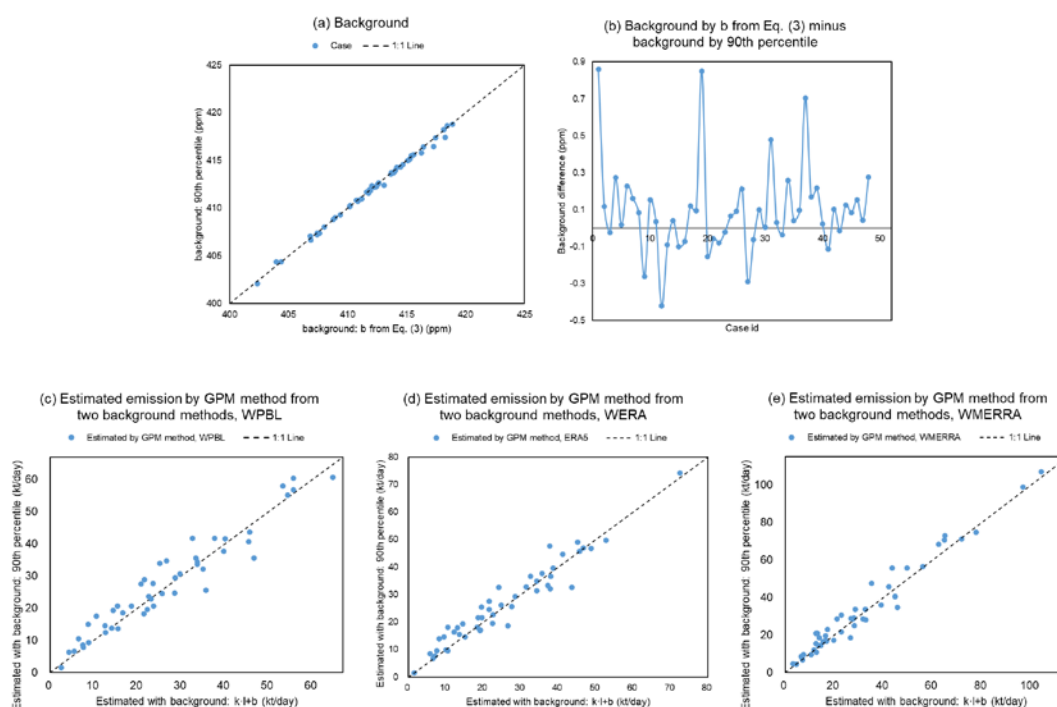 (a) Background
Case
1:1 Line
425
420
415
410
405
400
background: 90th percentile (ppm)
400
405
410
415
420
425
background: b from Eq. (3) (ppm)
(b) Background by b from Eq. (3) minus
background by 90th percentile
0.9
0.7
0.5
0.3
0.1
-0.1
-0.3
-0.5
Background difference (ppm)
0
10
20
30
40
50
Case id
(c) Estimated emission by GPM method from
two background methods, WPBL
Estimated by GPM method, WPBL
1:1 Line
60
50
40
30
20
10
0
Estimated with background: 90th percentile (kt/day)
0
10
20
30
40
50
60
Estimated with background: k·l+b (kt/day)
(d) Estimated emission by GPM method from
two background methods, WERA
Estimated by GPM method, ERA5
1:1 Line
80
70
60
50
40
30
20
10
0
Estimated with background: 90th percentile (kt/day)
0
10
20
30
40
50
60
70
80
Estimated with background: k·l+b (kt/day)
(e) Estimated emission by GPM method from
two background methods, WMERRA
Estimated by GPM method, WMERRA
1:1 Line
100
80
60
40
20
0
Estimated with background: 90th percentile (kt/day)
0
20
40
60
80
100
Estimated with background: k·l+b (kt/day)